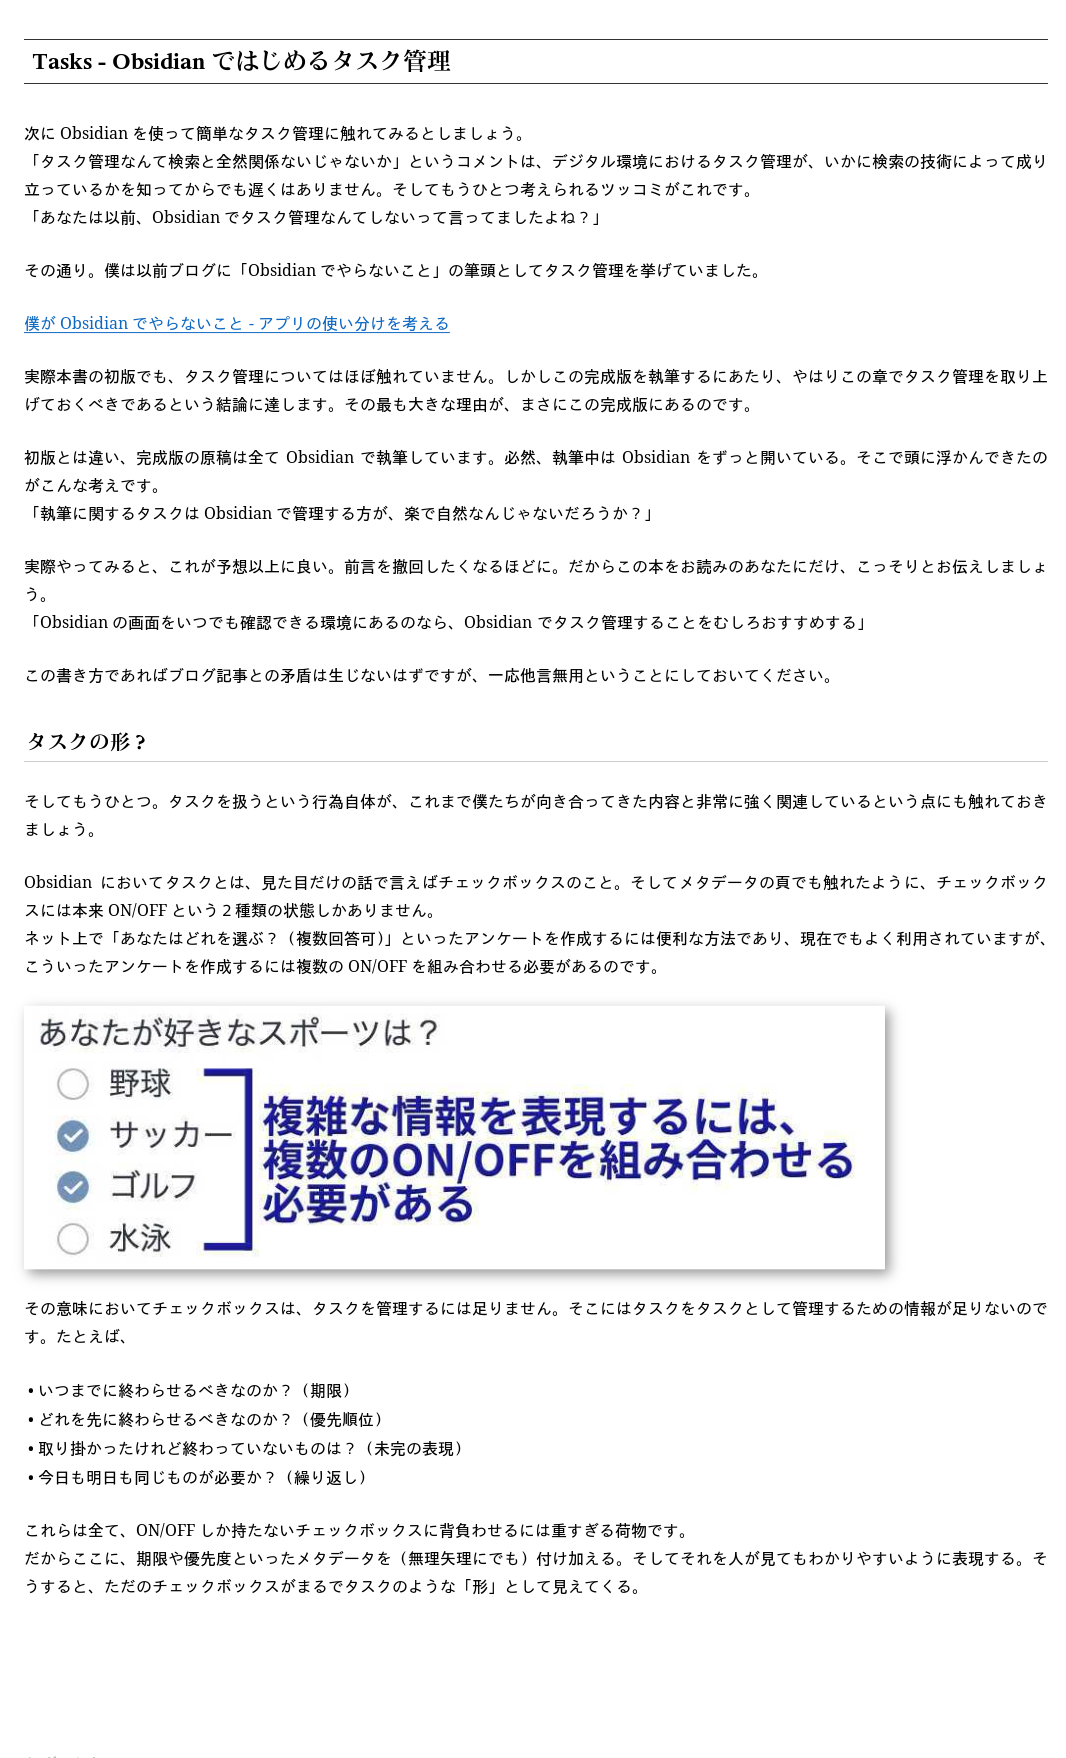 Tasks - Obsidian ではじめるタスク管理
次に Obsidian を使って簡単なタスク管理に触れてみるとしましょう。
「タスク管理なんて検索と全然関係ないじゃないか」というコメントは、デジタル環境におけるタスク管理が、いかに検索の技術によって成り
立っているかを知ってからでも遅くはありません。そしてもうひとつ考えられるツッコミがこれです。
「あなたは以前、Obsidian でタスク管理なんてしないって言ってましたよね？」
その通り。僕は以前ブログに「Obsidian でやらないこと」の筆頭としてタスク管理を挙げていました。
僕が Obsidian でやらないこと - アプリの使い分けを考える
実際本書の初版でも、タスク管理についてはほぼ触れていません。しかしこの完成版を執筆するにあたり、やはりこの章でタスク管理を取り上
げておくべきであるという結論に達します。その最も大きな理由が、まさにこの完成版にあるのです。
初版とは違い、完成版の原稿は全て Obsidian で執筆しています。必然、執筆中は Obsidian をずっと開いている。そこで頭に浮かんできたの
がこんな考えです。
「執筆に関するタスクは Obsidian で管理する方が、楽で自然なんじゃないだろうか？」
実際やってみると、これが予想以上に良い。前言を撤回したくなるほどに。だからこの本をお読みのあなたにだけ、こっそりとお伝えしましょ
う。
「Obsidian の画面をいつでも確認できる環境にあるのなら、Obsidian でタスク管理することをむしろおすすめする」
この書き方であればブログ記事との矛盾は生じないはずですが、一応他言無用ということにしておいてください。
タスクの形？
そしてもうひとつ。タスクを扱うという行為自体が、これまで僕たちが向き合ってきた内容と非常に強く関連しているという点にも触れておき
ましょう。
Obsidian においてタスクとは、見た目だけの話で言えばチェックボックスのこと。そしてメタデータの頁でも触れたように、チェックボック
スには本来 ON/OFF という２種類の状態しかありません。
ネット上で「あなたはどれを選ぶ？（複数回答可）」といったアンケートを作成するには便利な方法であり、現在でもよく利用されていますが、
こういったアンケートを作成するには複数の ON/OFF を組み合わせる必要があるのです。
あなたが好きなスポーツは？
野球
サッカー
ゴルフ
水泳
複雑な情報を表現するには、
複数のON/OFFを組み合わせる
必要がある
その意味においてチェックボックスは、タスクを管理するには足りません。そこにはタスクをタスクとして管理するための情報が足りないので
す。たとえば、
• いつまでに終わらせるべきなのか？（期限）
• どれを先に終わらせるべきなのか？（優先順位）
• 取り掛かったけれど終わっていないものは？（未完の表現）
• 今日も明日も同じものが必要か？（繰り返し）
これらは全て、ON/OFF しか持たないチェックボックスに背負わせるには重すぎる荷物です。
だからここに、期限や優先度といったメタデータを（無理矢理にでも）付け加える。そしてそれを人が見てもわかりやすいように表現する。そ
うすると、ただのチェックボックスがまるでタスクのような「形」として見えてくる。